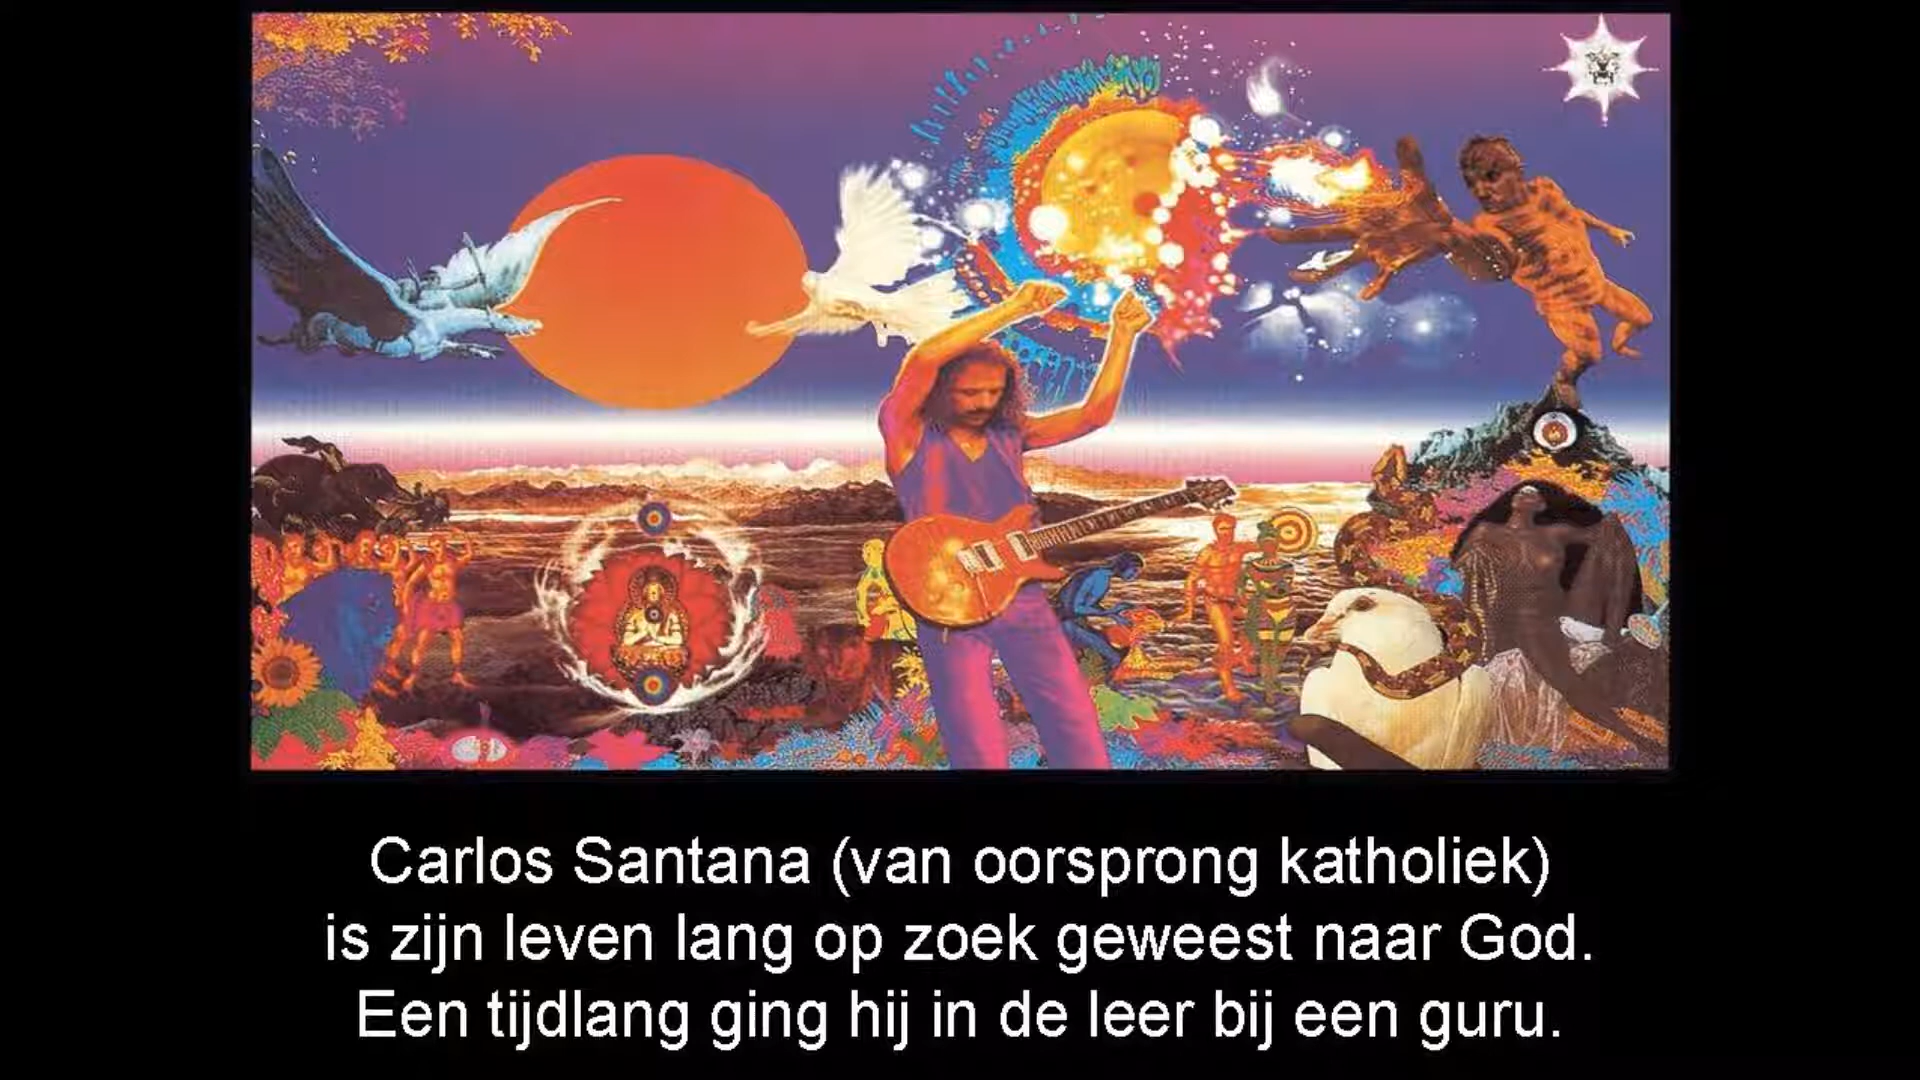 Carlos Santana (van oorsprong katholiek)
is zijn leven lang op zoek geweest naar God.
Een tijdlang ging hij in de leer bij een guru.